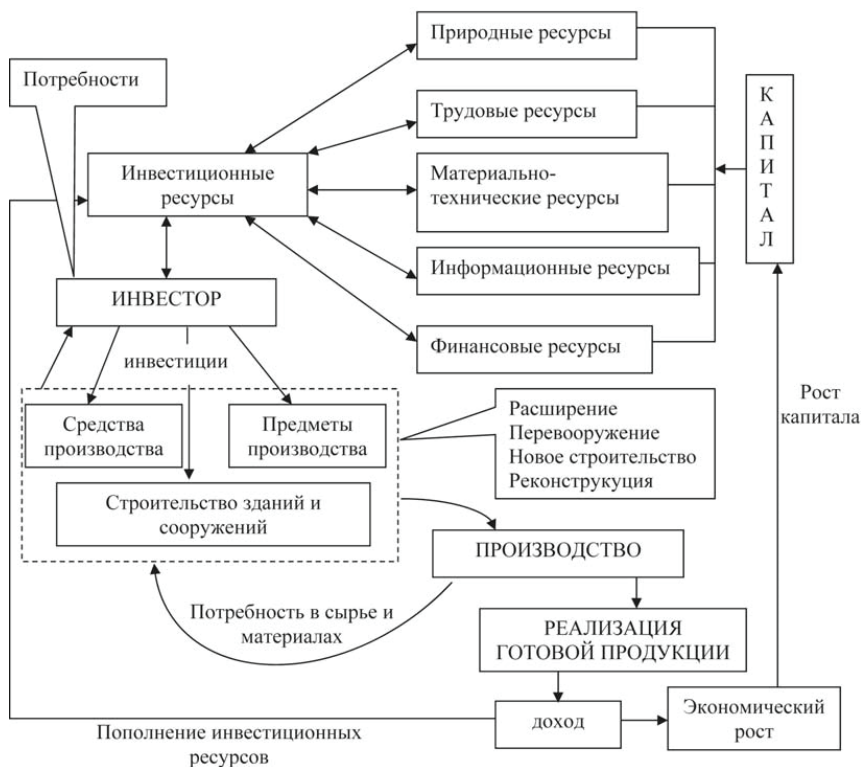 Природные ресурсы
Потребности
Трудовые ресурсы
КАПИТАЛ
Инвестиционные
ресурсы
Материально-
технические ресурсы
Информационные ресурсы
ИНВЕСТОР
Финансовые ресурсы
инвестиции
Средства
производства
Предметы
производства
Расширение
Перевооружение
Новое строительство
Реконструкуция
Рост
капитала
Строительство зданий и
сооружений
ПРОИЗВОДСТВО
Потребность в сырье и
материалах
РЕАЛИЗАЦИЯ
ГОТОВОЙ ПРОДУКЦИИ
доход
Экономический
рост
Пополнение инвестиционных
ресурсов